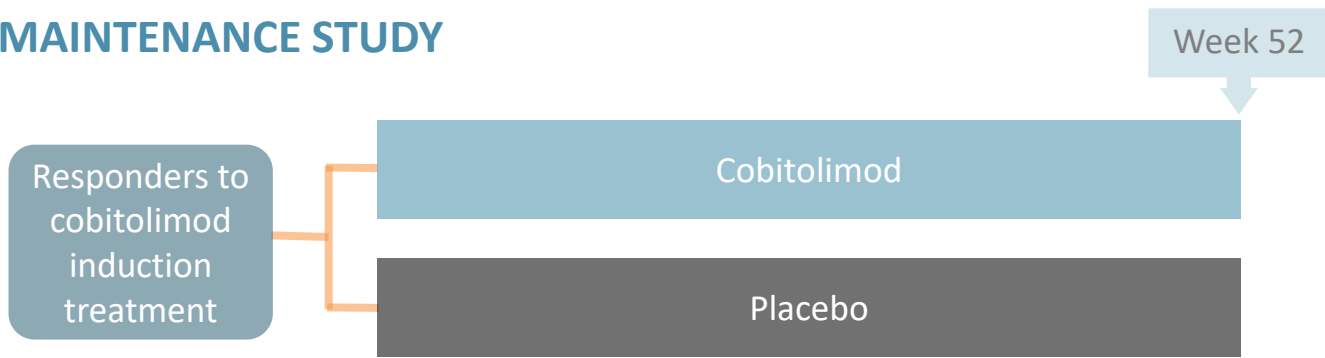 MAINTENANCE STUDY
Week 52
Responders to
cobitolimod
induction
treatment
Cobitolimod
Placebo